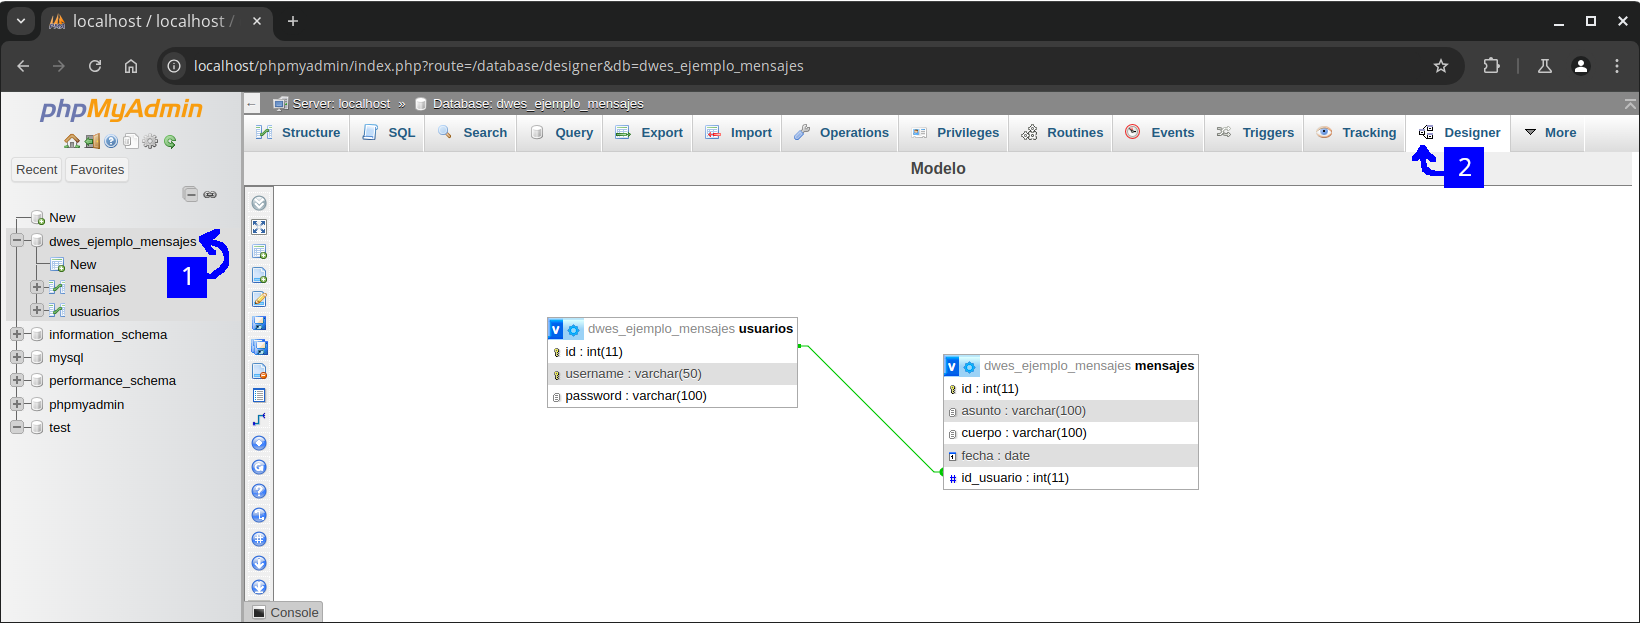 localhost / localhost /
localhost/phpmyadmin/index.php?route=/database/designer&db=dwes_ejemplo_mensajes
phpMyAdmin
Recent Favorites
New
dwes_ejemplo_mensajes
1
New
mensajes
usuarios
information_schema
mysql
performance_schema
phpmyadmin
test
Server: localhost » Database: dwes_ejemplo_mensajes
Structure SQL Search Query Export Import Operations Privileges Routines Events Triggers Tracking Designer More
2
Modelo
v dwes_ejemplo_mensajes usuarios
id : int(11)
username : varchar(50)
password : varchar(100)
v dwes_ejemplo_mensajes mensajes
id : int(11)
asunto : varchar(100)
cuerpo : varchar(100)
fecha : date
# id_usuario : int(11)
Console